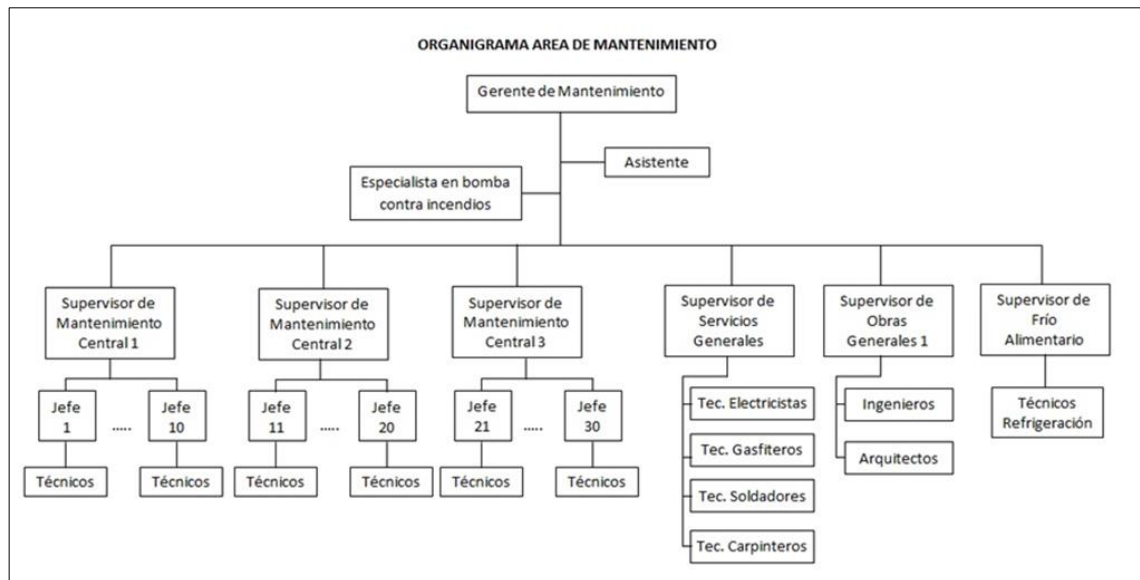 ORGANIGRAMA AREA DE MANTENIMIENTO
Gerente de Mantenimiento
Asistente
Especialista en bomba
contra incendios
Supervisor de
Mantenimiento
Central 1
Supervisor de
Mantenimiento
Central 2
Supervisor de
Mantenimiento
Central 3
Supervisor de
Servicios
Generales
Supervisor de
Obras
Generales 1
Supervisor de
Frío
Alimentario
Jefe
1
.....
Jefe
10
Jefe
11
.....
Jefe
20
Jefe
21
.....
Jefe
30
Técnicos
Técnicos
Técnicos
Técnicos
Técnicos
Técnicos
Tec. Electricistas
Tec. Gasfiteros
Tec. Soldadores
Tec. Carpinteros
Ingenieros
Arquitectos
Técnicos
Refrigeración